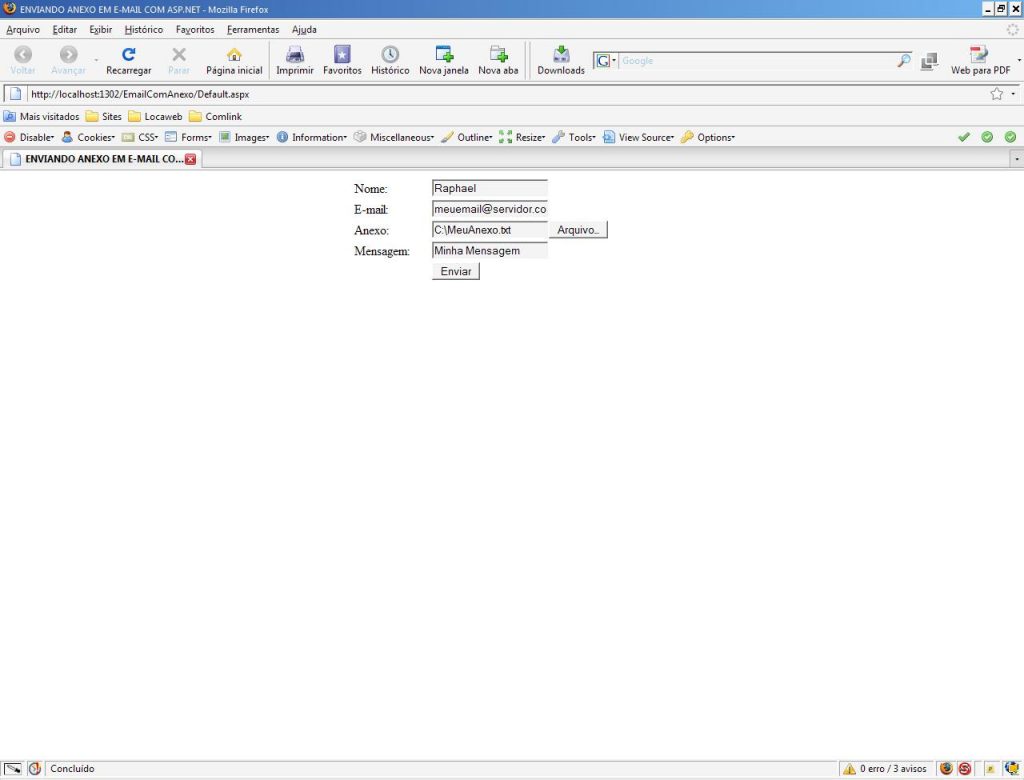 ENVIANDO ANEXO EM E-MAIL COM ASP.NET - Mozilla Firefox
Arquivo Editar Exibir Histórico Favoritos Ferramentas Ajuda
Voltar Avançar Recarregar Parar Página inicial Imprimir Favoritos Histórico Nova janela Nova aba Downloads G Google Web para PDF
http://localhost:1302/EmailComAnexo/Default.aspx
Mais visitados Sites Locaweb Comlink
Disable Cookies CSS Forms Images Information Miscellaneous Outline Resize Tools View Source Options
ENVIANDO ANEXO EM E-MAIL CO...
Nome: Raphael
E-mail: meuemail@servidor.co
Anexo: C:\MeuAnexo.txt Arquivo...
Mensagem: Minha Mensagem
Enviar
Concluído 0 erro / 3 avisos